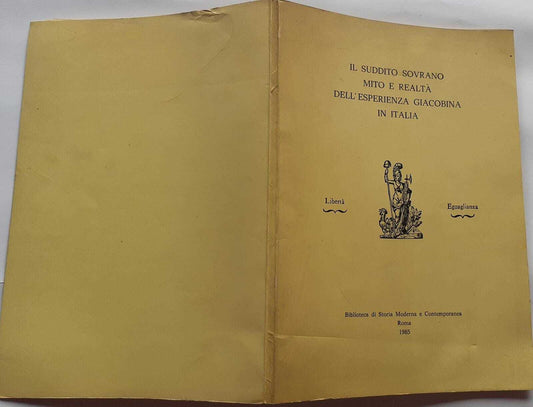 IL SUDDITO SOVRANO
MITO E REALTÀ
DELL'ESPERIENZA GIACOBINA
IN ITALIA
Libertà
Eguaglianza
Biblioteca di Storia Moderna e Contemporanea
Roma
1985